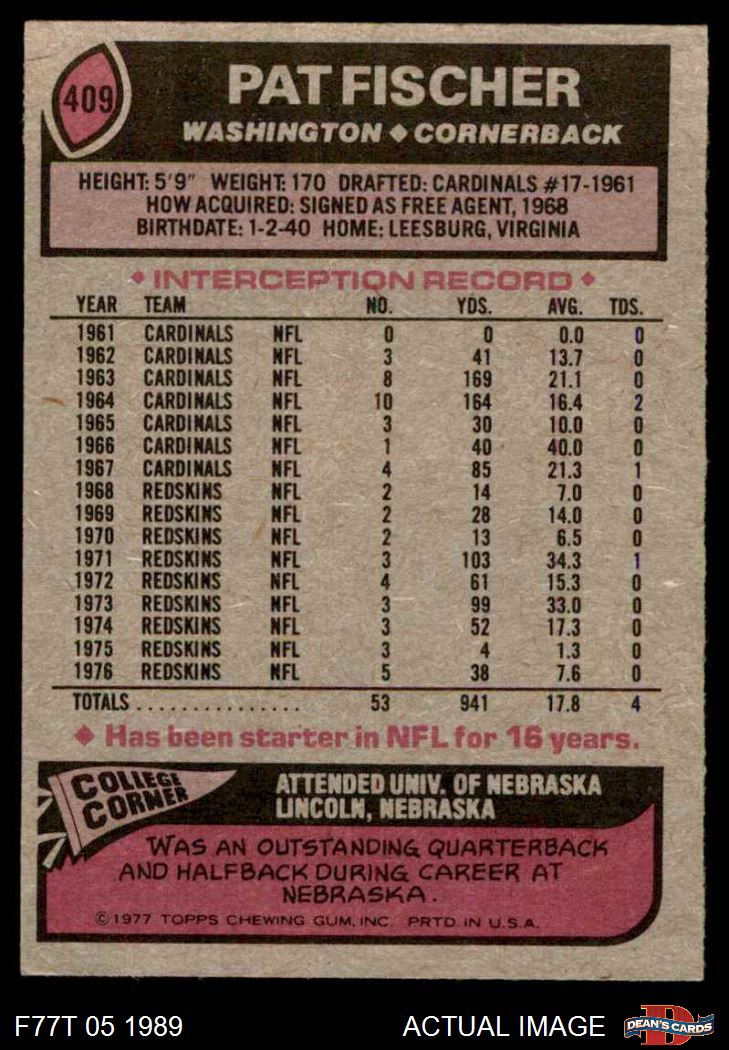 409
PAT FISCHER
WASHINGTON ◆ CORNERBACK
HEIGHT: 5'9" WEIGHT: 170 DRAFTED: CARDINALS #17-1961
HOW ACQUIRED: SIGNED AS FREE AGENT, 1968
BIRTHDATE: 1-2-40 HOME: LEESBURG, VIRGINIA
◆ INTERCEPTION RECORD ◆
YEAR TEAM NO. YDS. AVG. TDS.
1961 CARDINALS NFL 0 0 0.0 0
1962 CARDINALS NFL 3 41 13.7 0
1963 CARDINALS NFL 8 169 21.1 0
1964 CARDINALS NFL 10 164 16.4 2
1965 CARDINALS NFL 3 30 10.0 0
1966 CARDINALS NFL 1 40 40.0 0
1967 CARDINALS NFL 4 85 21.3 1
1968 REDSKINS NFL 2 14 7.0 0
1969 REDSKINS NFL 2 28 14.0 0
1970 REDSKINS NFL 2 13 6.5 0
1971 REDSKINS NFL 3 103 34.3 1
1972 REDSKINS NFL 4 61 15.3 0
1973 REDSKINS NFL 3 99 33.0 0
1974 REDSKINS NFL 3 52 17.3 0
1975 REDSKINS NFL 3 4 1.3 0
1976 REDSKINS NFL 5 38 7.6 0
TOTALS............... 53 941 17.8 4
◆ Has been starter in NFL for 16 years.
COLLEGE
CORNER
ATTENDED UNIV. OF NEBRASKA
LINCOLN, NEBRASKA
WAS AN OUTSTANDING QUARTERBACK
AND HALFBACK DURING CAREER AT
NEBRASKA.
©1977 TOPPS CHEWING GUM, INC. PRTD. IN U.S.A.
F77T 05 1989
ACTUAL IMAGE
D
DEAN'S CARDS